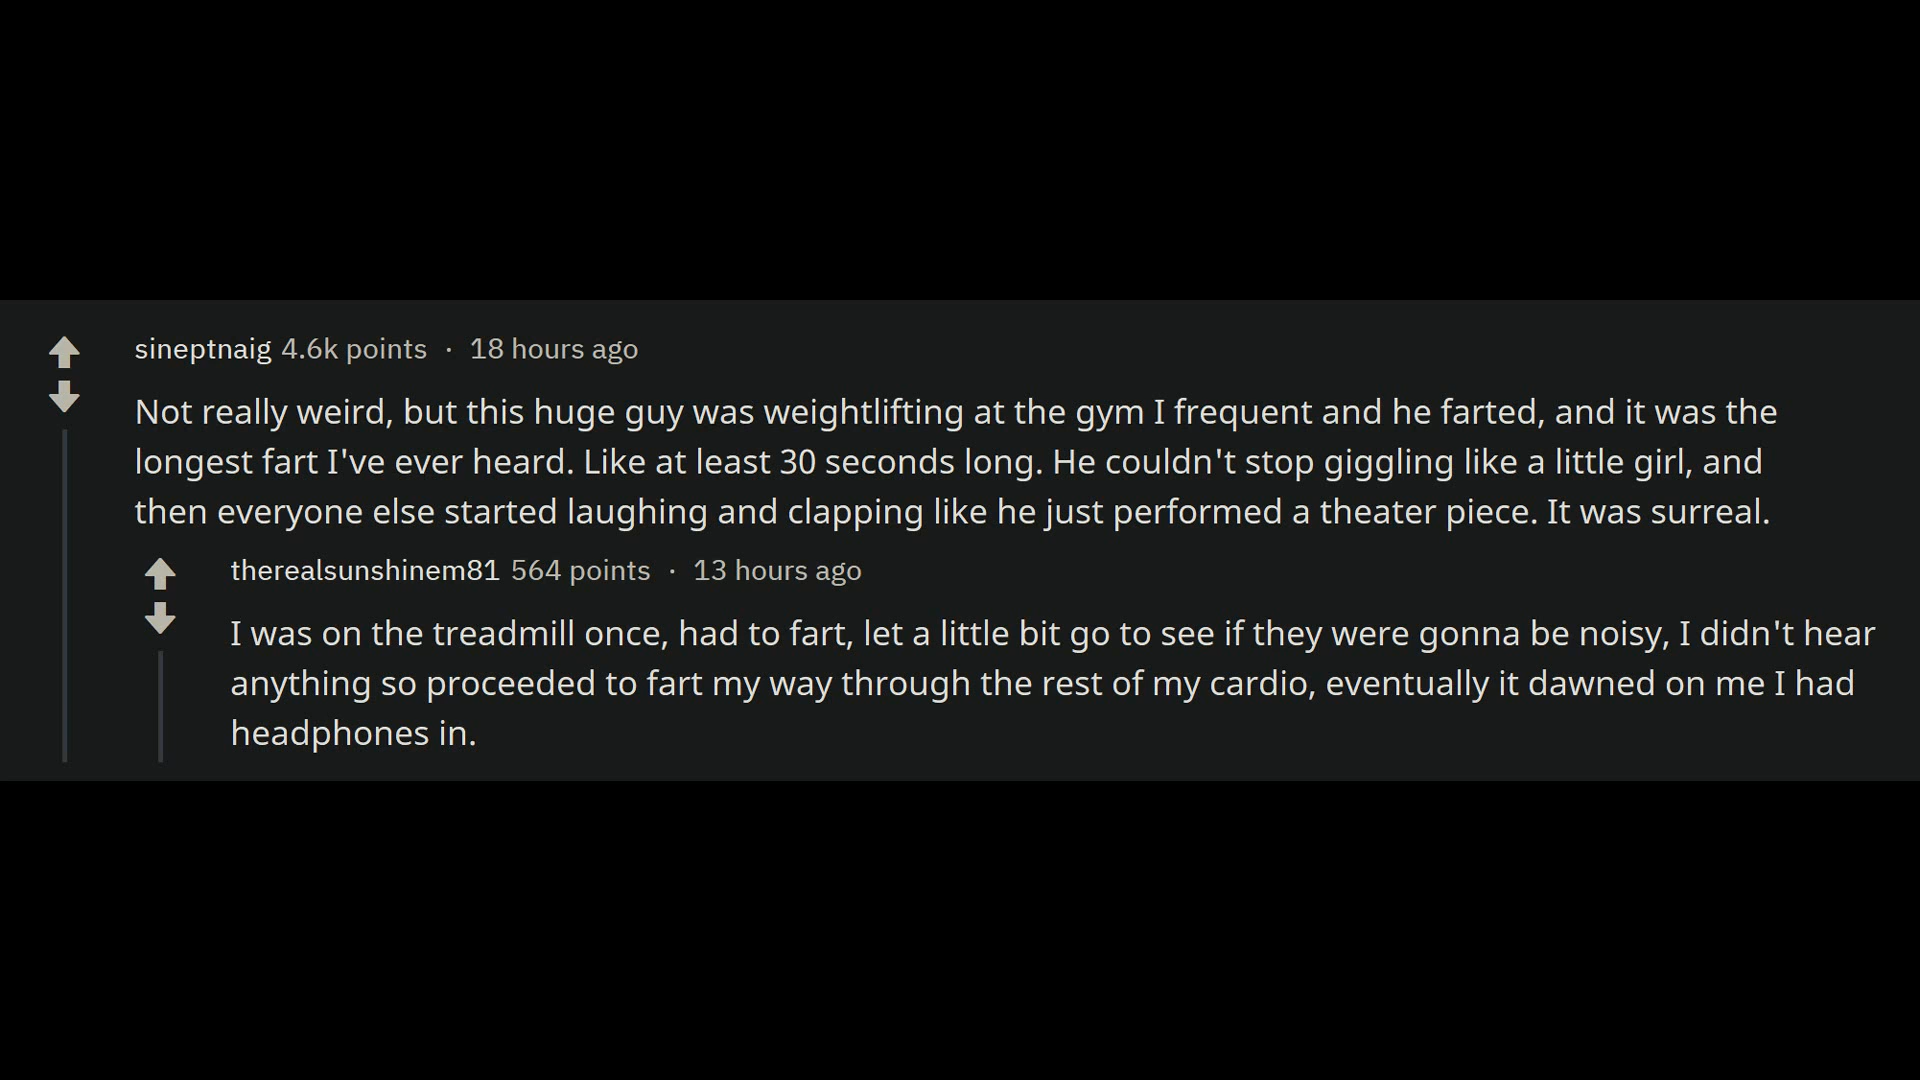 sineptnaig 4.6k points · 18 hours ago
Not really weird, but this huge guy was weightlifting at the gym I frequent and he farted, and it was the
longest fart I've ever heard. Like at least 30 seconds long. He couldn't stop giggling like a little girl, and
then everyone else started laughing and clapping like he just performed a theater piece. It was surreal.
therealsunshinem81 564 points · 13 hours ago
I was on the treadmill once, had to fart, let a little bit go to see if they were gonna be noisy, I didn't hear
anything so proceeded to fart my way through the rest of my cardio, eventually it dawned on me I had
headphones in.